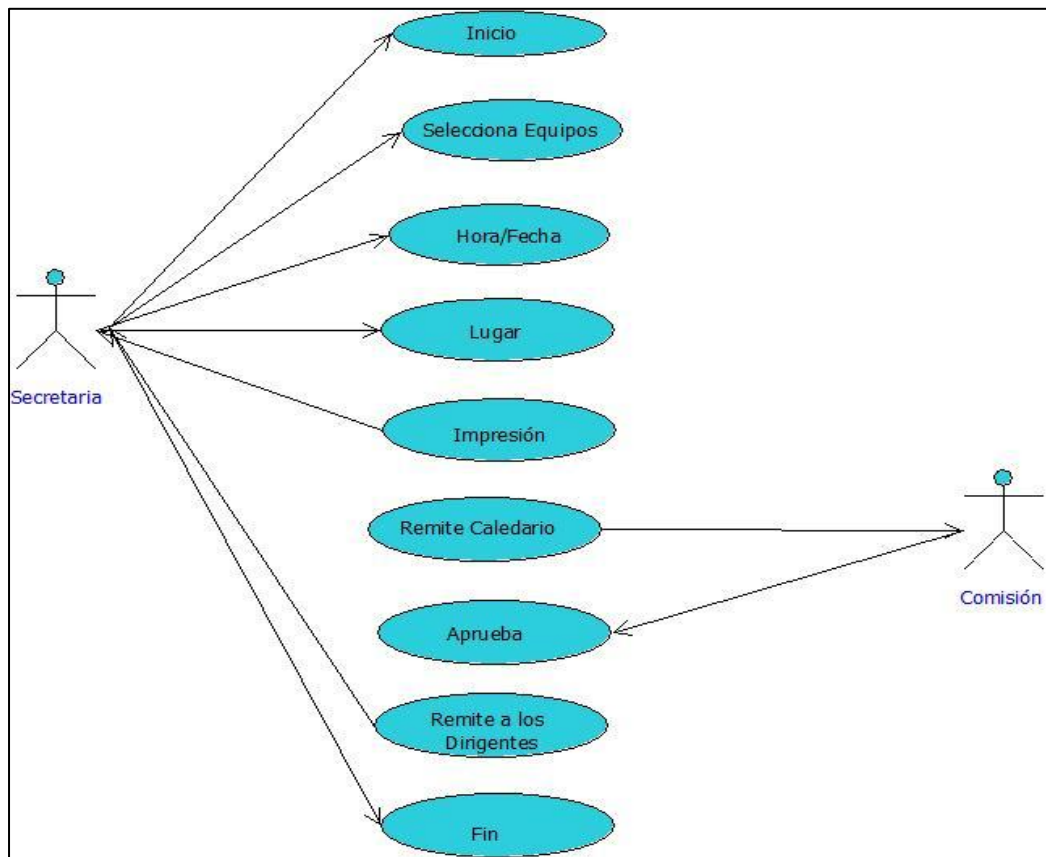 Inicio
Selecciona Equipos
Hora/Fecha
Lugar
Secretaria
Impresión
Remite Caledario
Comisión
Aprueba
Remite a los
Dirigentes
Fin